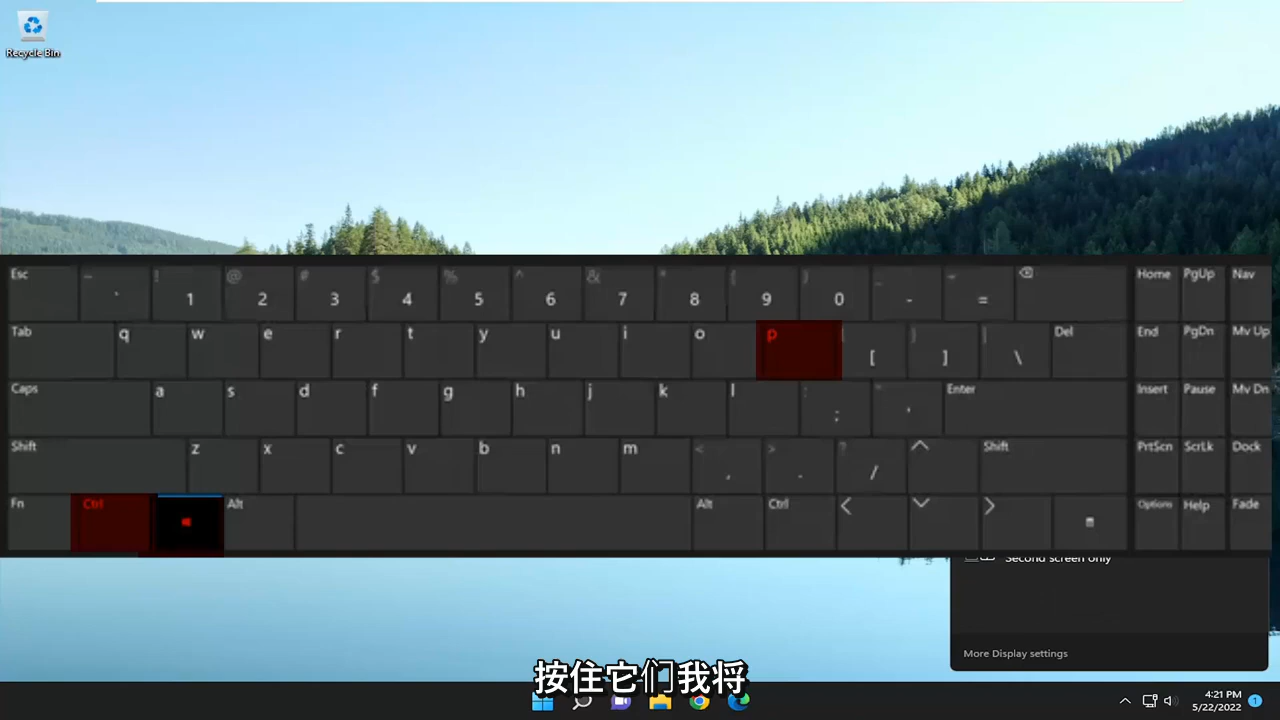 Recycle Bin
Esc ~ ` ! 1 @ 2 # 3 $ 4 % 5 ^ 6 & 7 * 8 ( 9 ) 0 _ - + = Home PgUp Nav
Tab q w e r t y u i o p [ } ] | \ Del End PgDn Mv Up
Caps a s d f g h j k l : ; " ' Enter Insert Pause Mv Dn
Shift z x c v b n m < , > . ? / Shift PrtScn ScrLk Dock
Fn Ctrl Alt Alt Ctrl Options Help Fade
Second screen only
More Display settings
按住它们我将
4:21 PM
5/22/2022
1